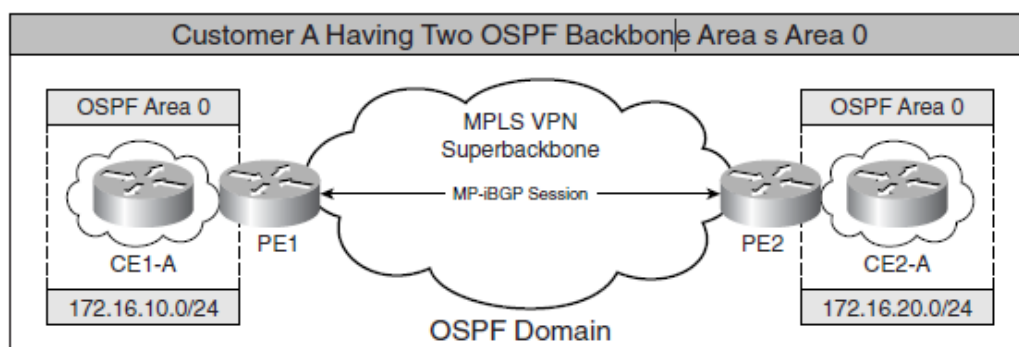 Customer A Having Two OSPF Backbone Area s Area 0
OSPF Area 0
OSPF Area 0
MPLS VPN
Superbackbone
MP-iBGP Session
CE1-A
PE1
PE2
CE2-A
172.16.10.0/24
172.16.20.0/24
OSPF Domain